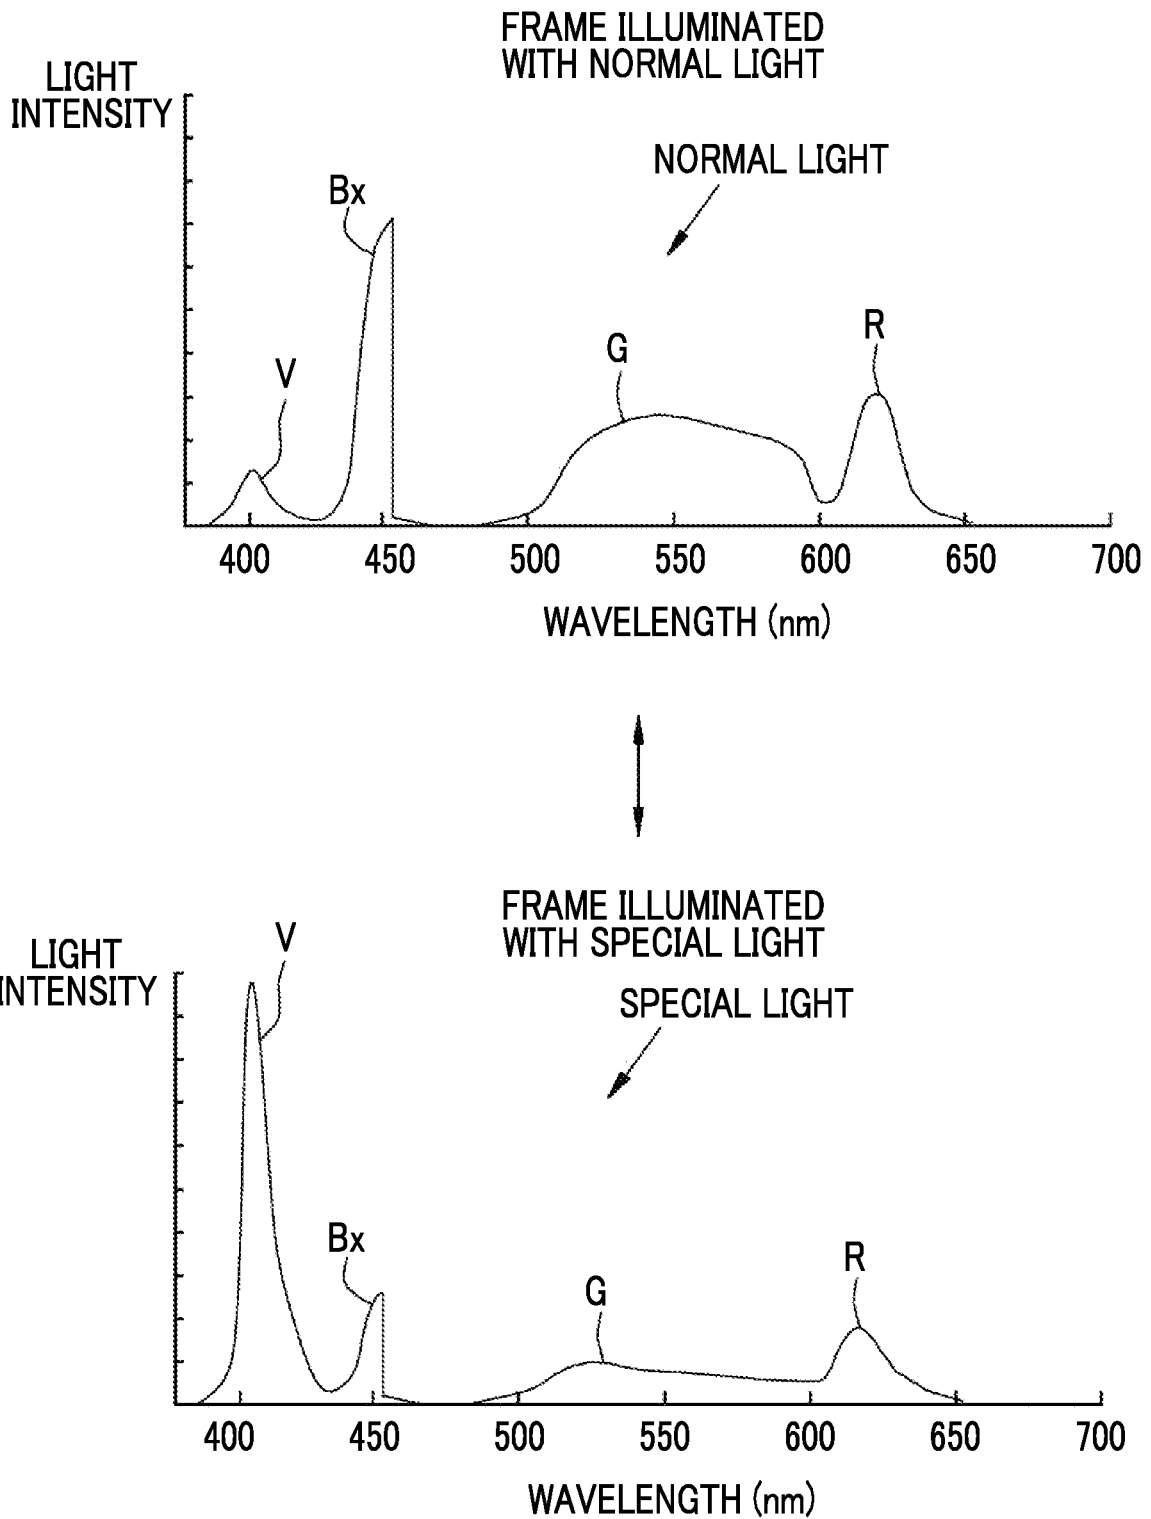 FRAME ILLUMINATED
WITH NORMAL LIGHT
LIGHT
INTENSITY
NORMAL LIGHT
Bx
V
G
R
400 450 500 550 600 650 700
WAVELENGTH (nm)
FRAME ILLUMINATED
WITH SPECIAL LIGHT
LIGHT
INTENSITY
SPECIAL LIGHT
V
Bx
G
R
400 450 500 550 600 650 700
WAVELENGTH (nm)